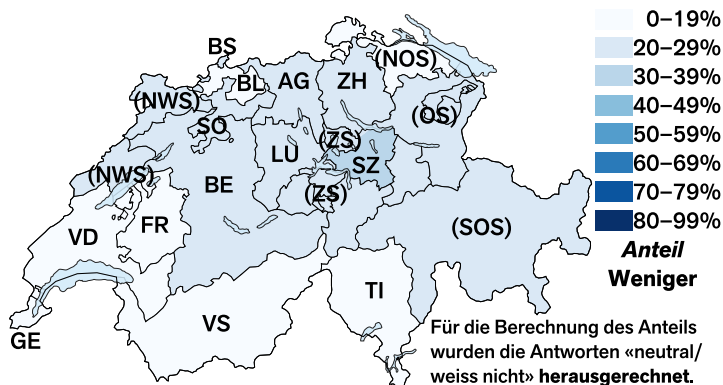 BS
BL
AG
ZH
(NOS)
(NWS)
SO
(ZS)
(OS)
LU
SZ
(NWS)
BE
(ZS)
FR
VD
(SOS)
TI
VS
GE
0–19%
20–29%
30–39%
40–49%
50–59%
60–69%
70–79%
80–99%
Anteil
Weniger
Für die Berechnung des Anteils
wurden die Antworten «neutral/
weiss nicht» herausgerechnet.